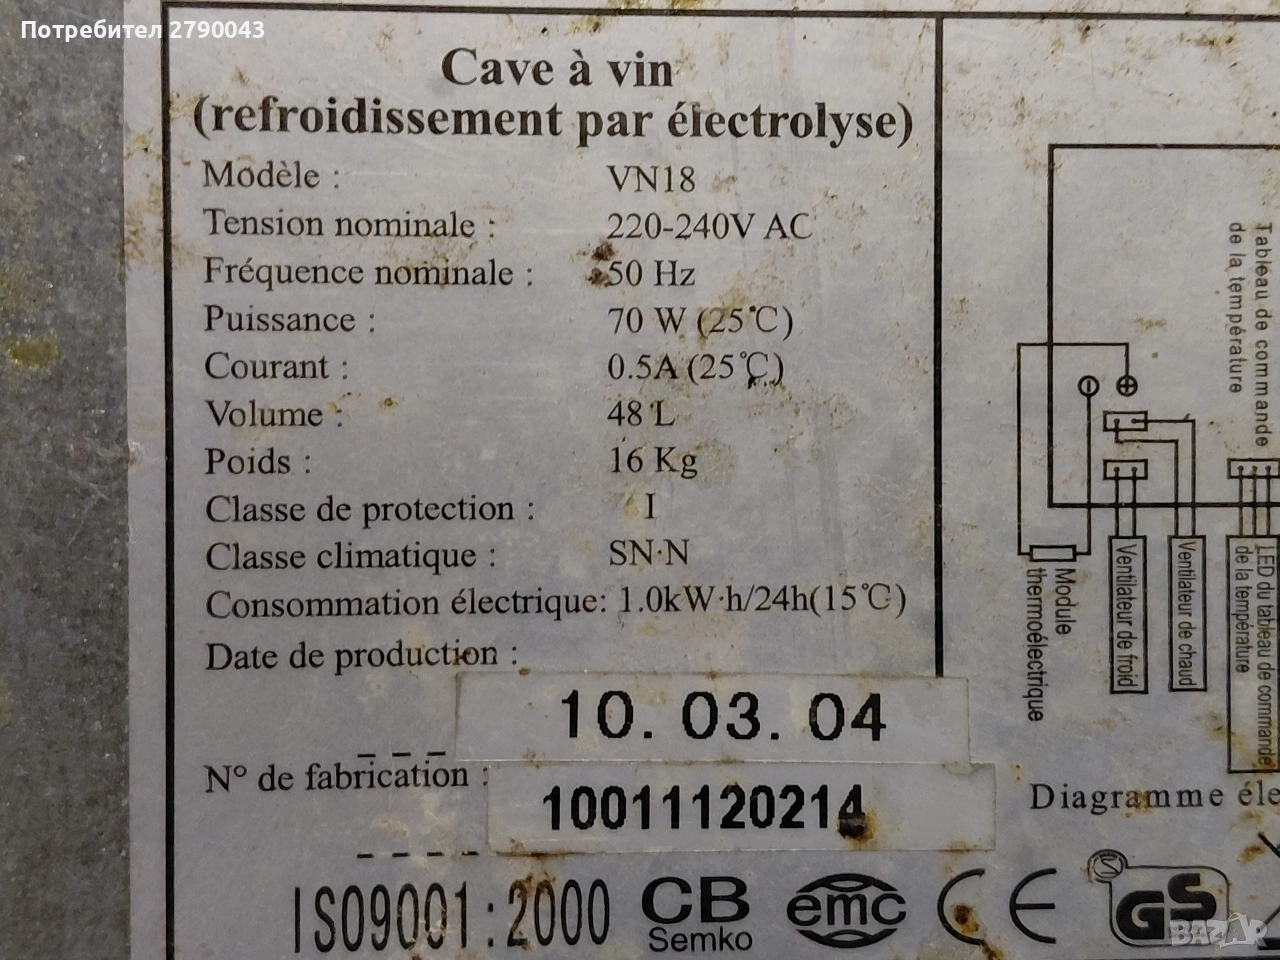 Потребител 2790043
Cave à vin
(refroidissement par électrolyse)
Modèle : VN18
Tension nominale : 220-240V AC
Fréquence nominale : 50 Hz
Puissance : 70 W (25℃)
Courant : 0.5A (25℃)
Volume : 48 L
Poids : 16 Kg
Classe de protection : I
Classe climatique : SN·N
Consommation électrique: 1.0kW·h/24h(15℃)
Date de production :
10. 03. 04
N° de fabrication :
10011120214
ISO9001:2000
CB
Semko
emc
CE
GS
Tableau de commande
de la température
Module
thermoélectrique
Ventilateur de froid
Ventilateur de chaud
LED du tableau de commande
de la température
Diagramme éle
BAZAR